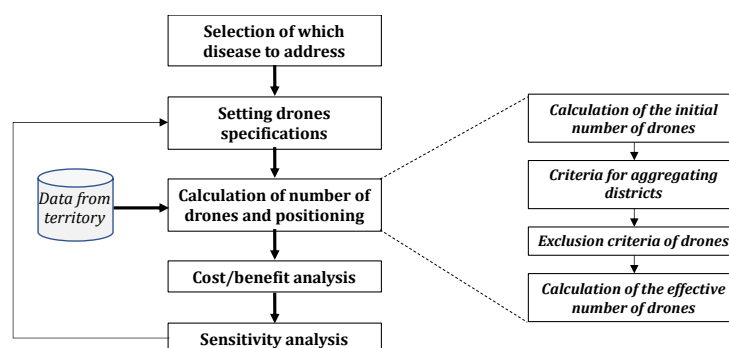 Selection of which
disease to address
Setting drones
specifications
Data from
territory
Calculation of number of
drones and positioning
Cost/benefit analysis
Sensitivity analysis
Calculation of the initial
number of drones
Criteria for aggregating
districts
Exclusion criteria of drones
Calculation of the effective
number of drones